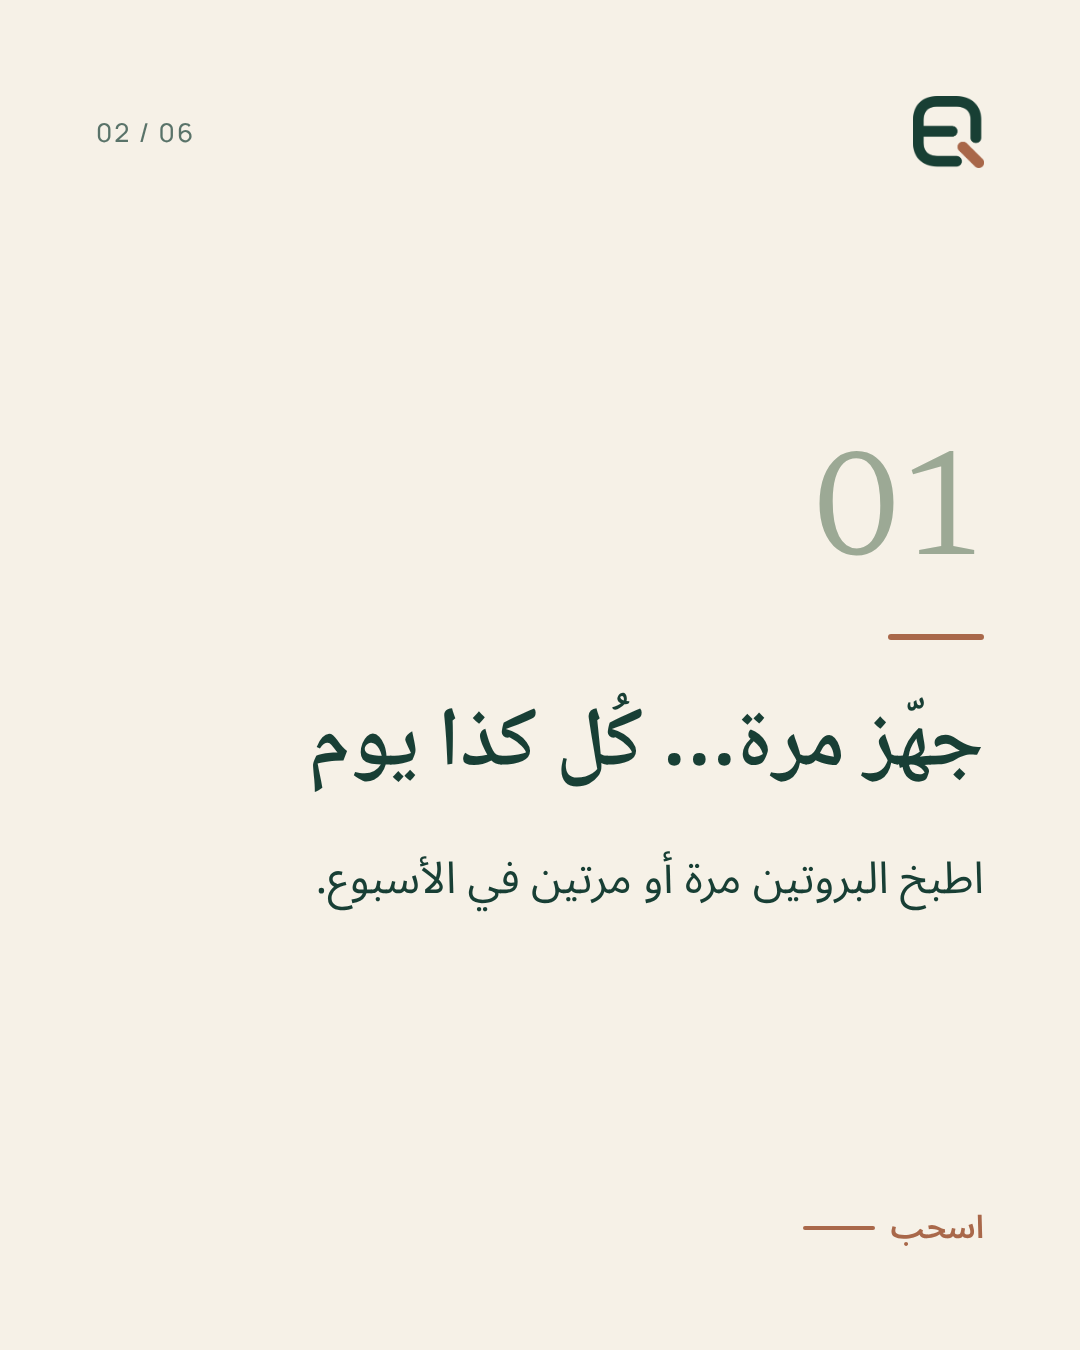 02 / 06
01
جهّز مرة... كُل كذا يوم
اطبخ البروتين مرة أو مرتين في الأسبوع.
اسحب